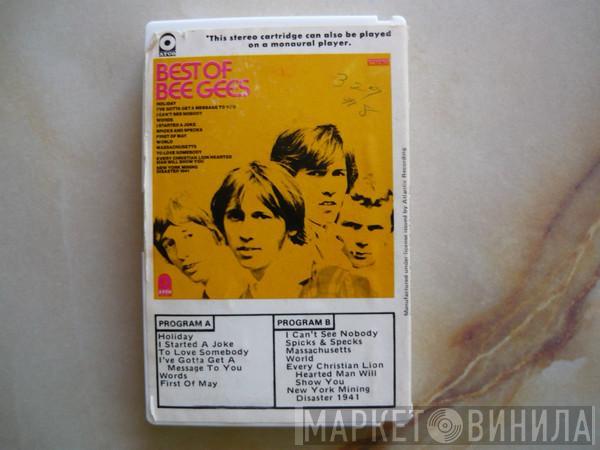 ATCO
"This stereo cartridge can also be played
on a monaural player.
BEST OF
BEE GEES
HOLIDAY
I'VE GOTTA GET A MESSAGE TO YOU
I CAN'T SEE NOBODY
WORDS
I STARTED A JOKE
SPICKS AND SPECKS
FIRST OF MAY
WORLD
MASSACHUSETTS
TO LOVE SOMEBODY
EVERY CHRISTIAN LION HEARTED
MAN WILL SHOW YOU
NEW YORK MINING
DISASTER 1941
Manufactured under license issued by Atlantic Recording
PROGRAM A
Holiday
I Started A Joke
To Love Somebody
I've Gotta Get A
Message To You
Words
First Of May
PROGRAM B
I Can't See Nobody
Spicks & Specks
Massachusetts
World
Every Christian Lion
Hearted Man Will
Show You
New York Mining
Disaster 1941
МАРКЕТ ВИНИЛА